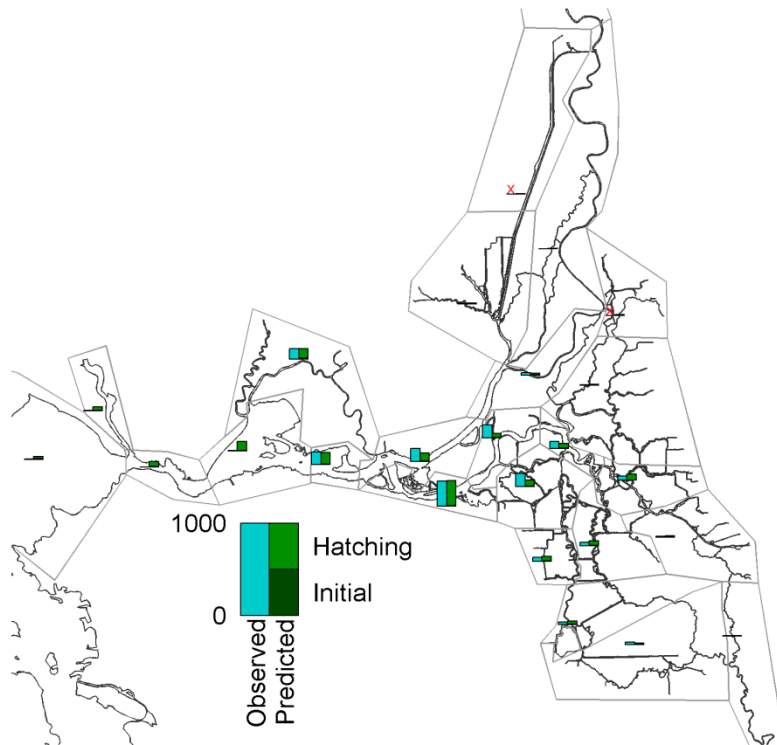 X
X
1000
Hatching
Initial
0
Observed
Predicted